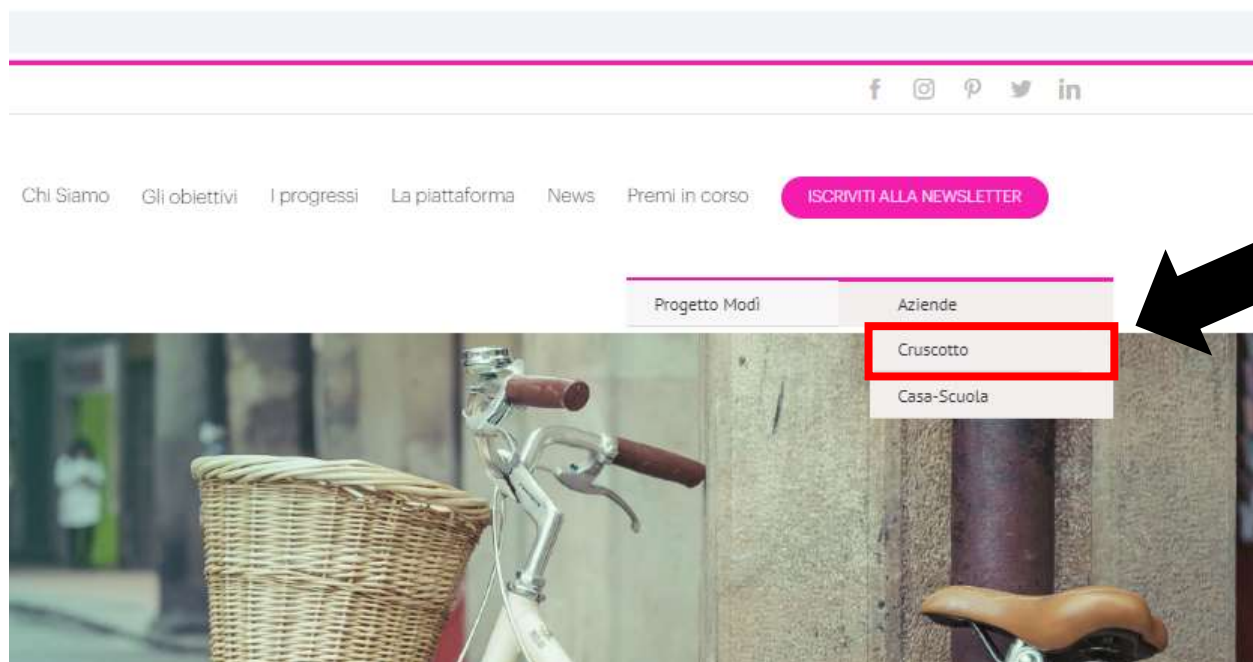 Chi Siamo Gli obiettivi I progressi La piattaforma News Premi in corso ISCRIVITI ALLA NEWSLETTER
Progetto Modì Aziende
Cruscotto
Casa-Scuola